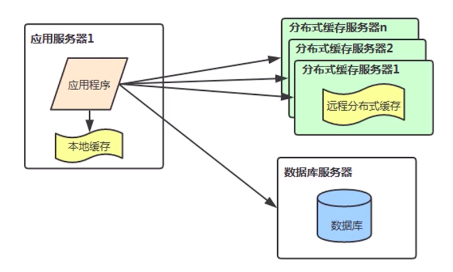 应用服务器1
应用程序
本地缓存
分布式缓存服务器n
分布式缓存服务器2
分布式缓存服务器1
远程分布式缓存
数据库服务器
数据库